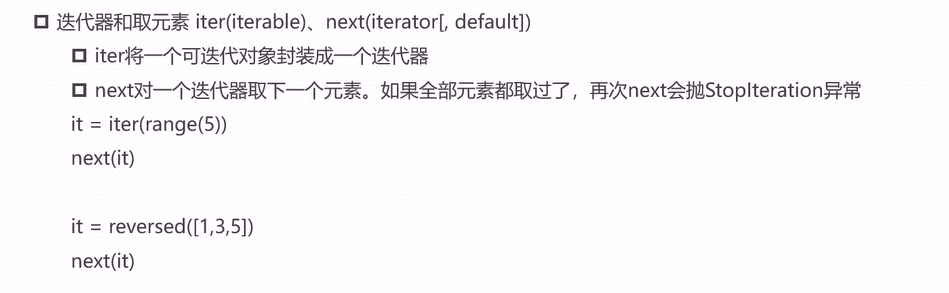 迭代器和取元素 iter(iterable)、next(iterator[, default])
iter将一个可迭代对象封装成一个迭代器
next对一个迭代器取下一个元素。如果全部元素都取过了，再次next会抛StopIteration异常
it = iter(range(5))
next(it)
it = reversed([1,3,5])
next(it)